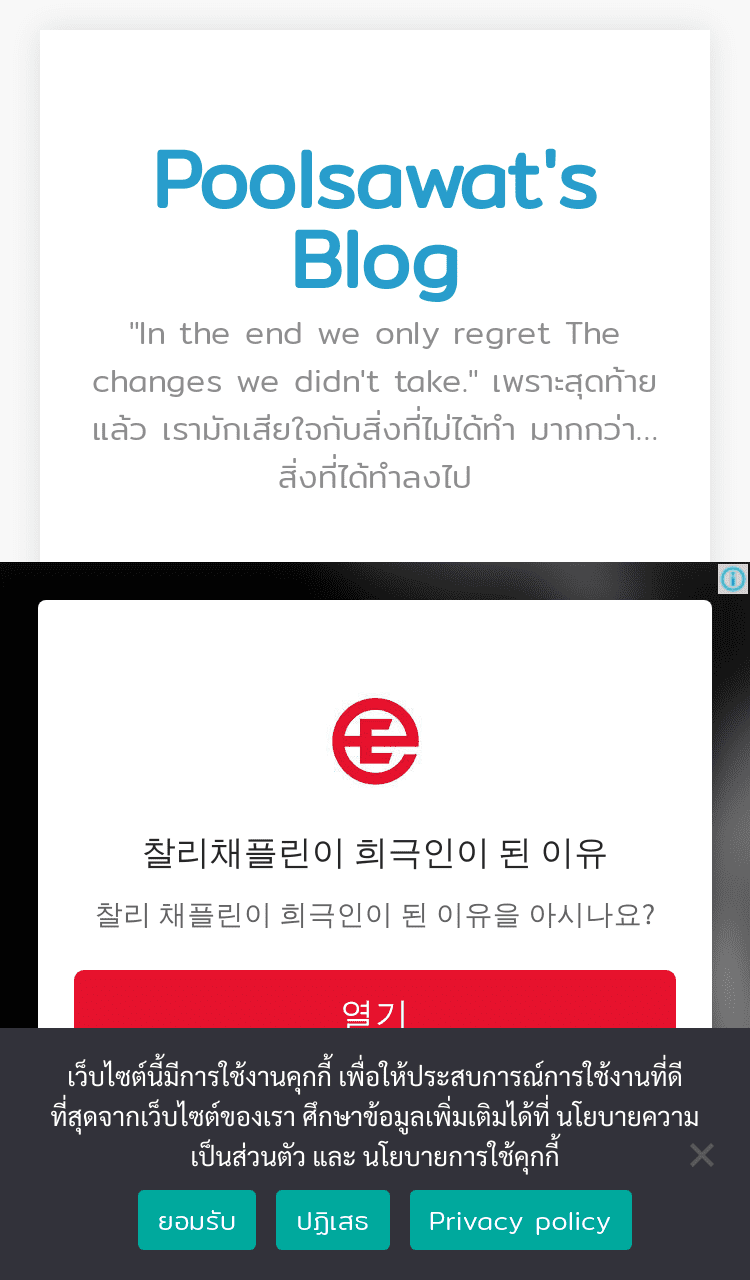 Poolsawat's
Blog
"In the end we only regret The
changes we didn't take." เพราะสุดท้าย
แล้ว เรามักเสียใจกับสิ่งที่ไม่ได้ทำ มากกว่า...
สิ่งที่ได้ทำลงไป
찰리채플린이 희극인이 된 이유
찰리 채플린이 희극인이 된 이유을 아시나요?
열기
เว็บไซต์นี้มีการใช้งานคุกกี้ เพื่อให้ประสบการณ์การใช้งานที่ดี
ที่สุดจากเว็บไซต์ของเรา ศึกษาข้อมูลเพิ่มเติมได้ที่ นโยบายความ
เป็นส่วนตัว และ นโยบายการใช้คุกกี้
ยอมรับ ปฏิเสธ Privacy policy